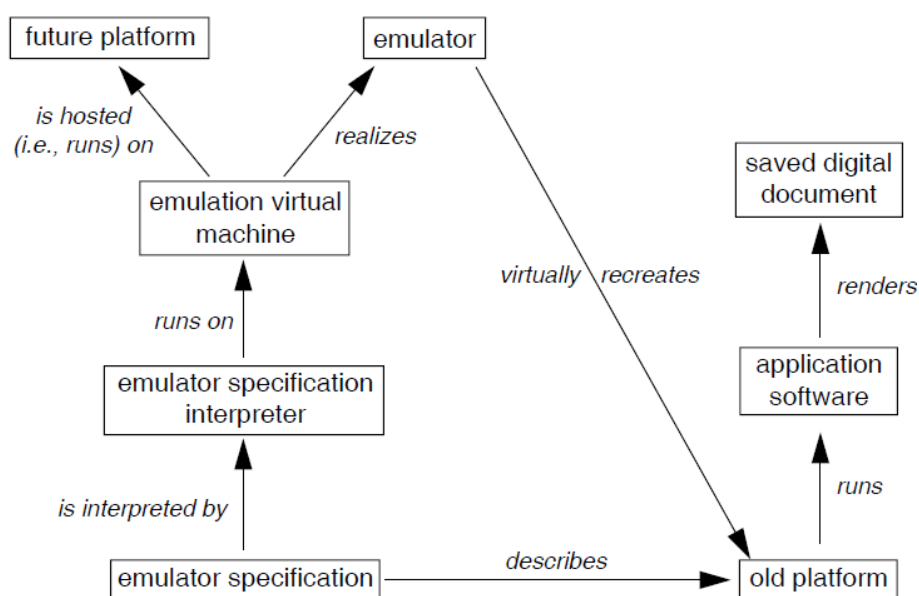 future platform
emulator
is hosted
(i.e., runs) on
realizes
saved digital
document
emulation virtual
machine
virtually recreates
renders
runs on
application
software
emulator specification
interpreter
runs
is interpreted by
describes
emulator specification
old platform